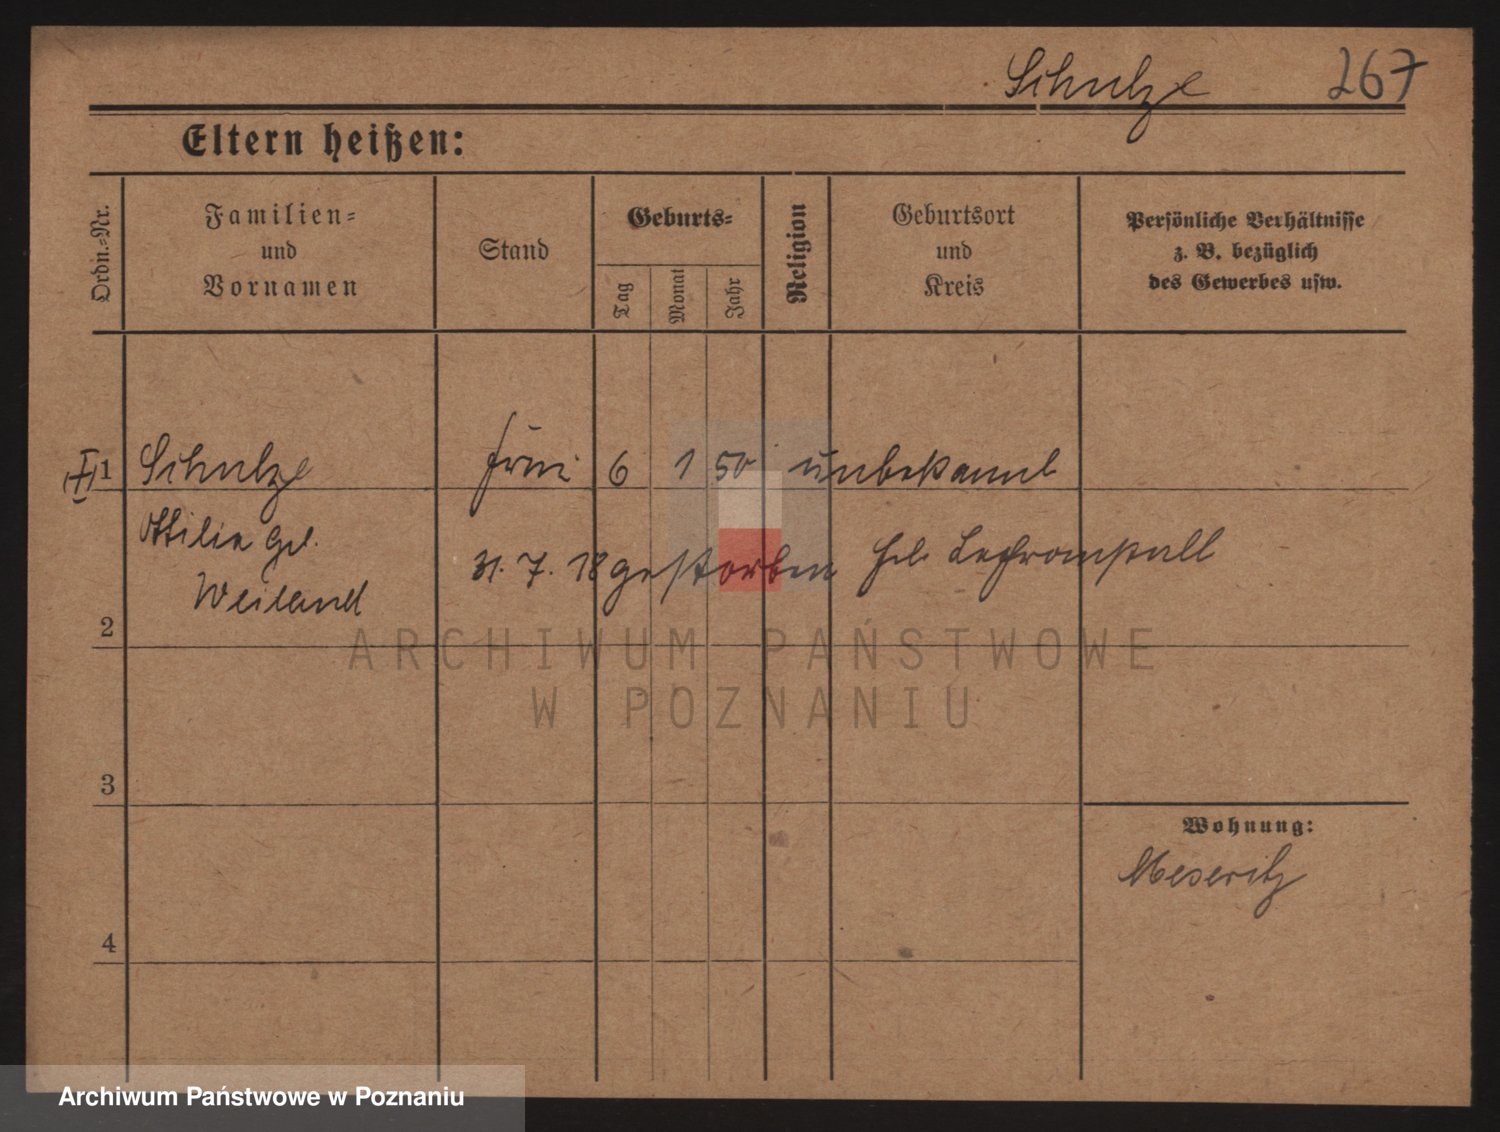 Schulze 267
Eltern heißen:
Ordn.=Nr.
Familien=
und
Vornamen
Stand
Geburts=
Tag
Monat
Jahr
Religion
Geburtsort
und
Kreis
Persönliche Verhältnisse
z. B. bezüglich
des Gewerbes usw.
1 Schulze Frau 6 1 50 unbekannt
Ottilie geb.
Weiland
31. 7. 18 gestorben
2
ARCHIWUM PAŃSTWOWE
W POZNANIU
3
Wohnung:
Meseritz
4
Archiwum Państwowe w Poznaniu